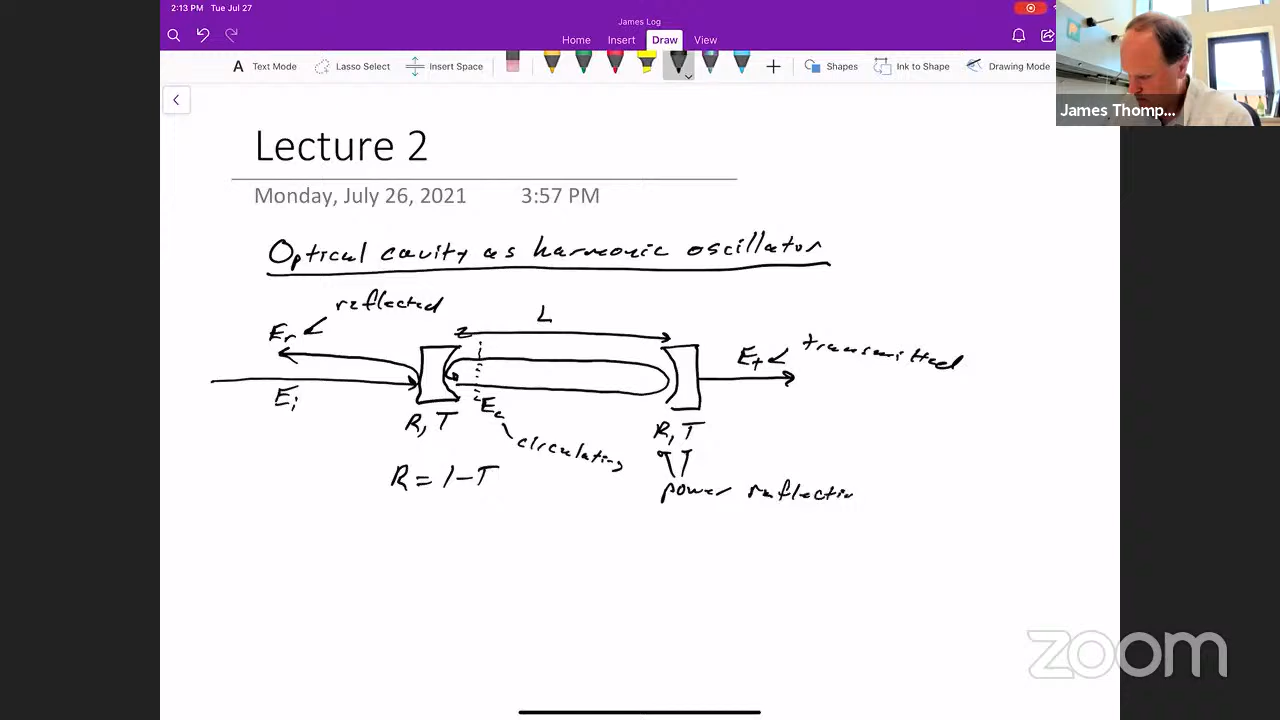 2:13 PM Tue Jul 27
James Log
Home Insert Draw View
Text Mode Lasso Select Insert Space Shapes Ink to Shape Drawing Mode
James Thomp...
Lecture 2
Monday, July 26, 2021 3:57 PM
Optical cavity as harmonic oscillator
reflected
L
Er
Et
transmitted
Ei
Ec
R, T
R, T
circulating
R = 1-T
power reflectio
zoom